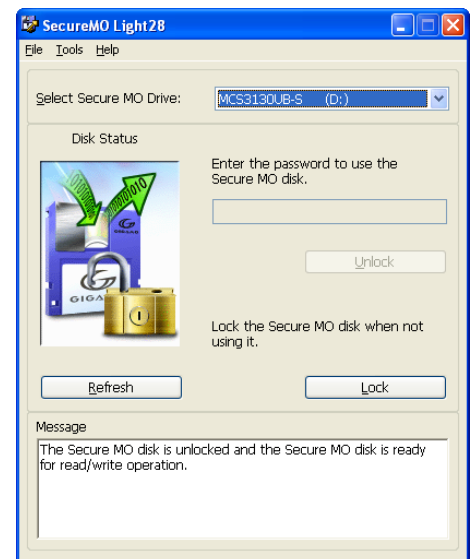 SecureMO Light28
File Tools Help
Select Secure MO Drive:
MCS3130UB-S (D:)
Disk Status
Enter the password to use the
Secure MO disk.
Unlock
Lock the Secure MO disk when not
using it.
Refresh
Lock
Message
The Secure MO disk is unlocked and the Secure MO disk is ready
for read/write operation.